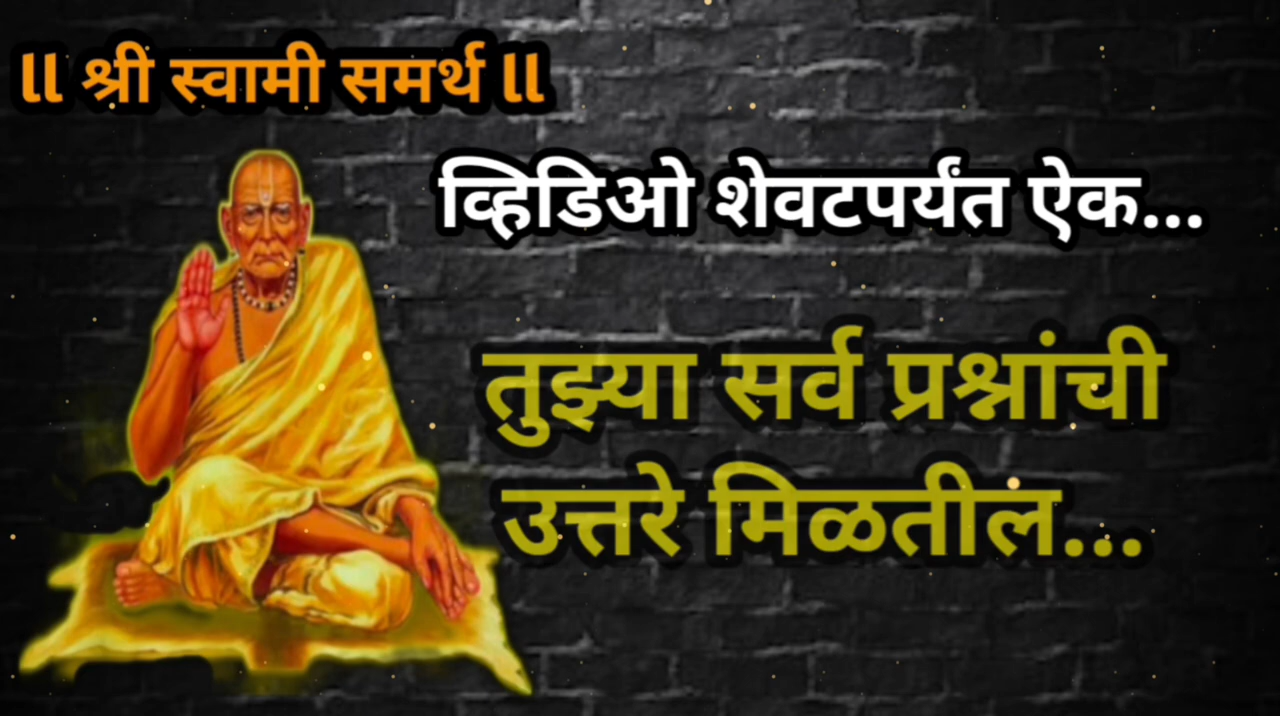 ॥ श्री स्वामी समर्थ ॥
व्हिडिओ शेवटपर्यंत ऐक...
तुझ्या सर्व प्रश्नांची
उत्तरे मिळतील...